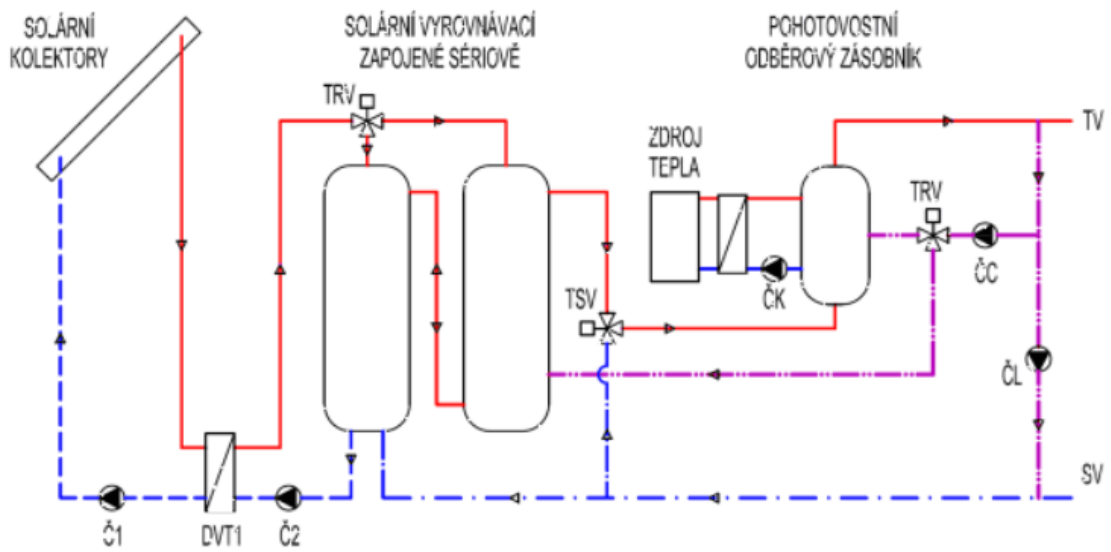 SOLÁRNÍ
KOLEKTORY
SOLÁRNÍ VYROVNÁVACÍ
ZAPOJENÉ SÉRIOVĚ
POHOTOVOSTNÍ
ODBĚROVÝ ZÁSOBNÍK
TRV
TV
ZDROJ
TEPLA
TRV
ČC
ČK
TSV
ČL
SV
Č1
DVT1
Č2